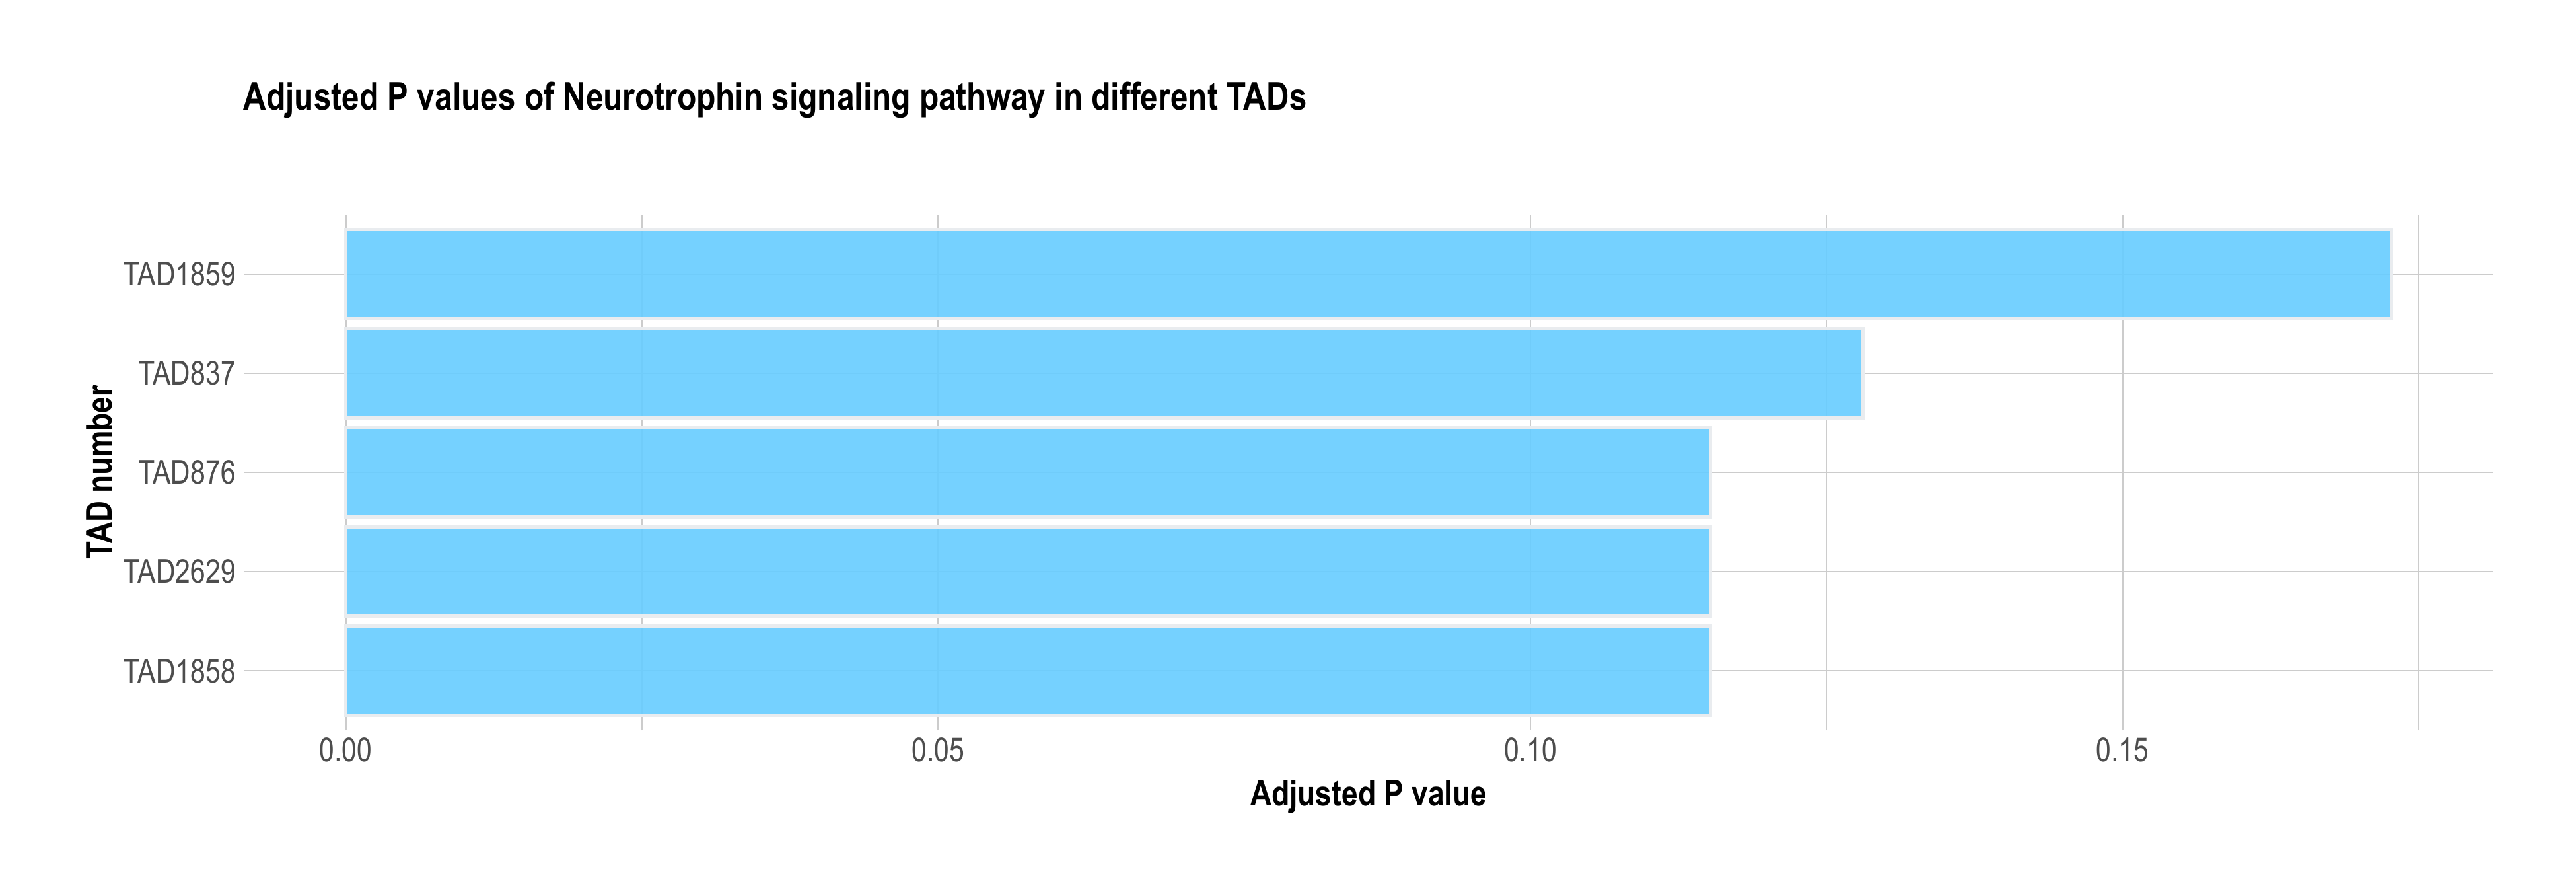 Adjusted P values of Neurotrophin signaling pathway in different TADs
TAD number
TAD1859
TAD837
TAD876
TAD2629
TAD1858
0.00 0.05 0.10 0.15
Adjusted P value